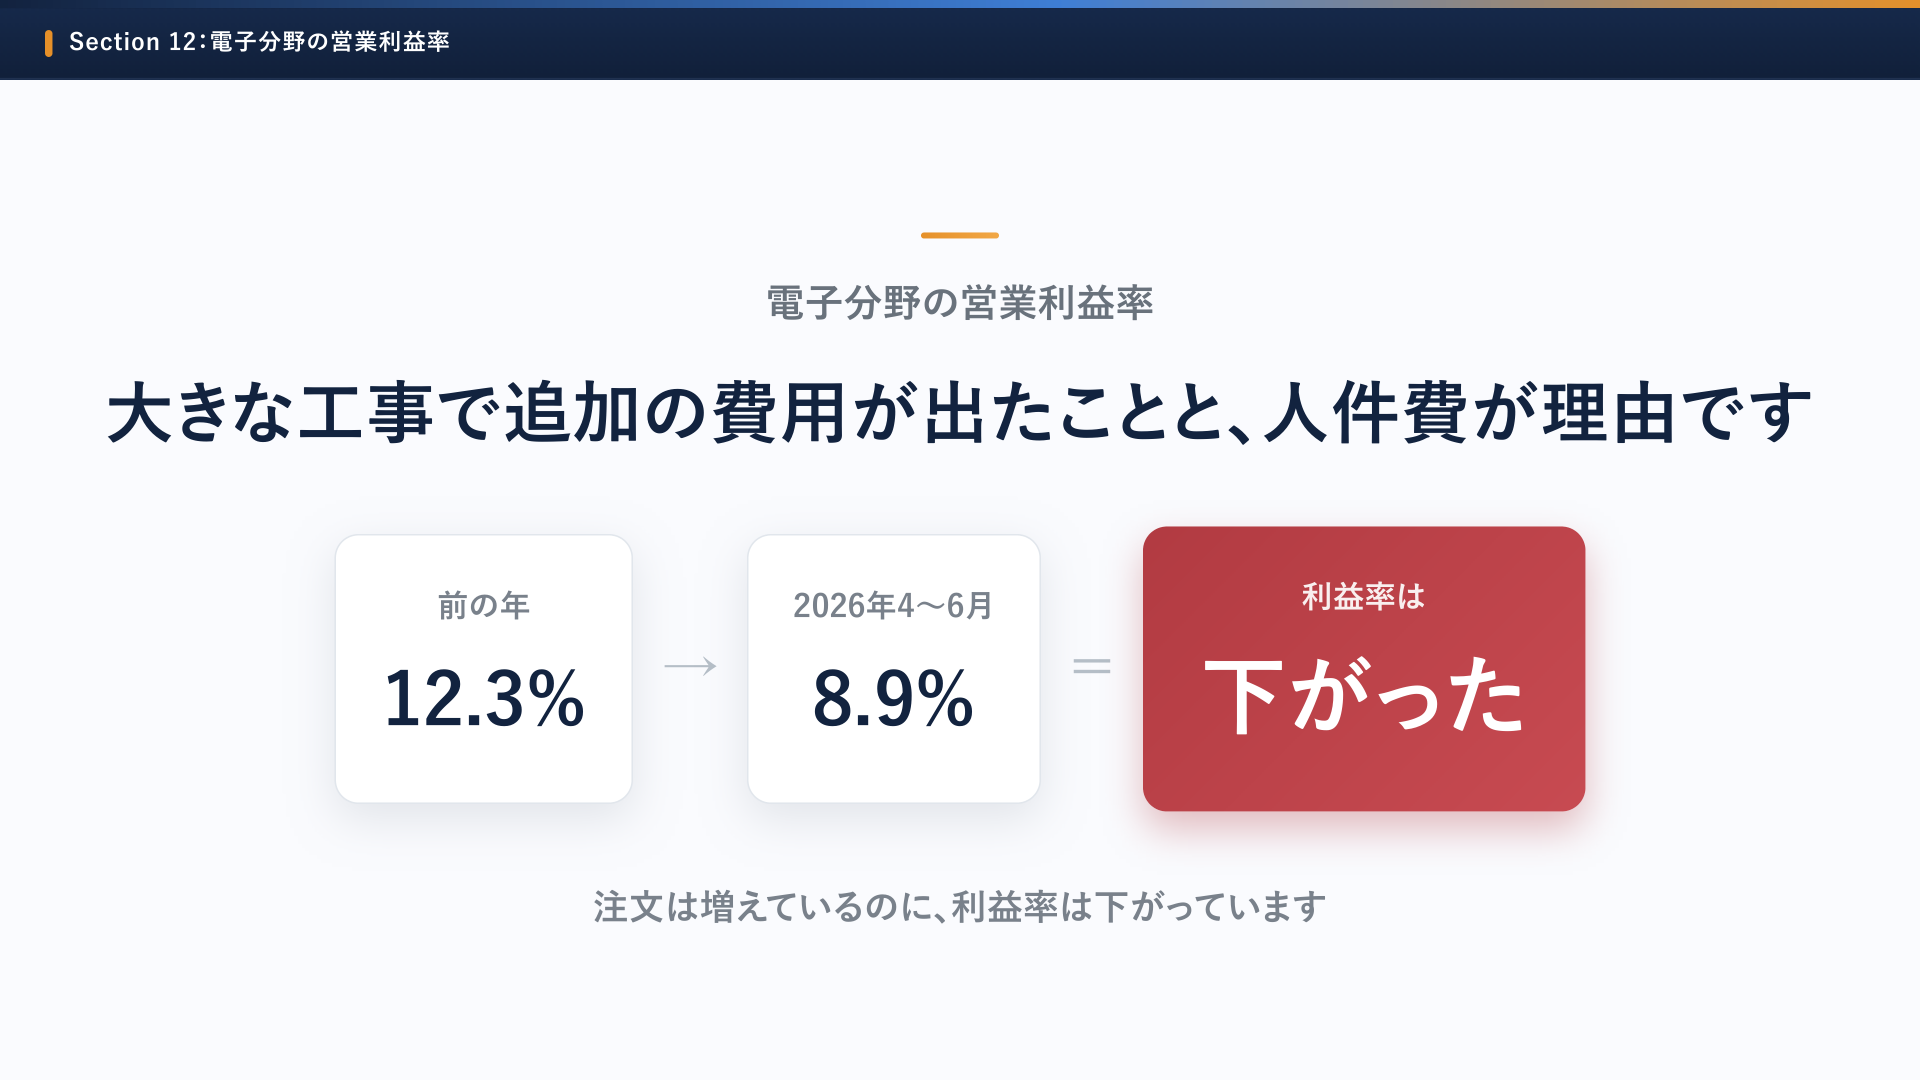 Section 12：電子分野の営業利益率
電子分野の営業利益率
大きな工事で追加の費用が出たことと、人件費が理由です
前の年
12.3%
→
2026年4〜6月
8.9%
＝
利益率は
下がった
注文は増えているのに、利益率は下がっています